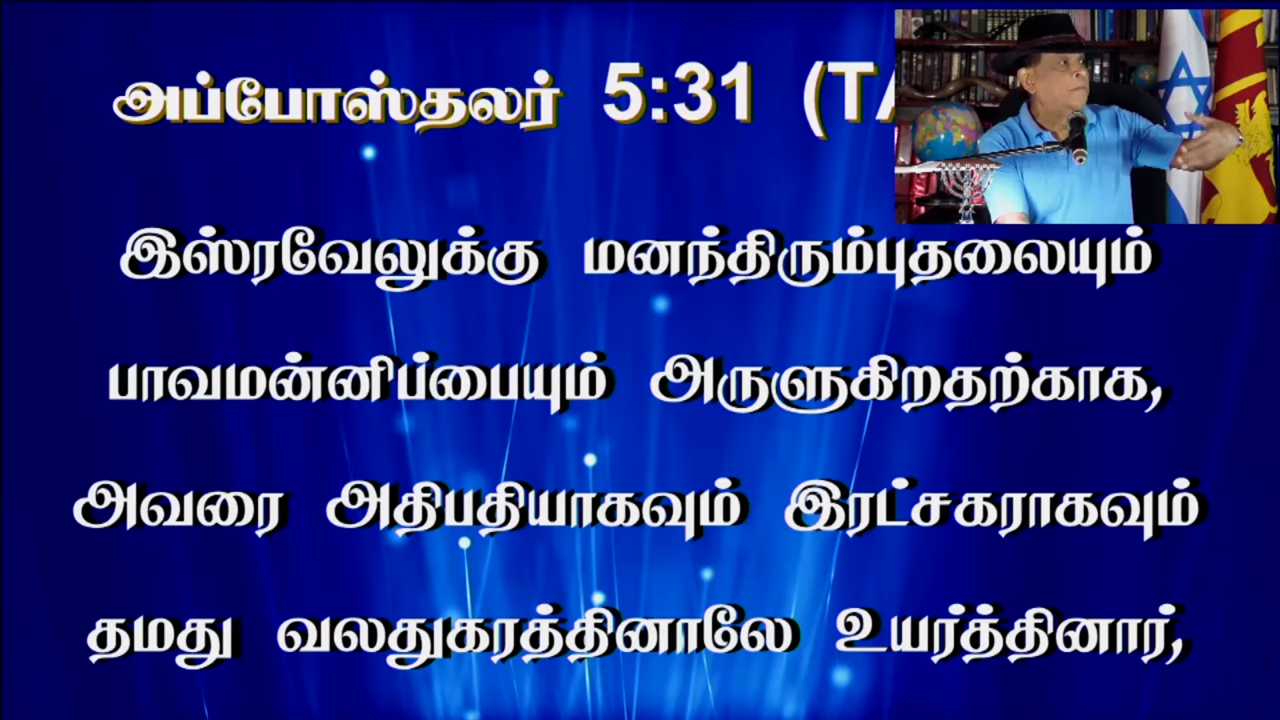 அப்போஸ்தலர் 5:31 (TA
இஸ்ரவேலுக்கு மனந்திரும்புதலையும்
பாவமன்னிப்பையும் அருளுகிறதற்காக,
அவரை அதிபதியாகவும் இரட்சகராகவும்
தமது வலதுகரத்தினாலே உயர்த்தினார்,